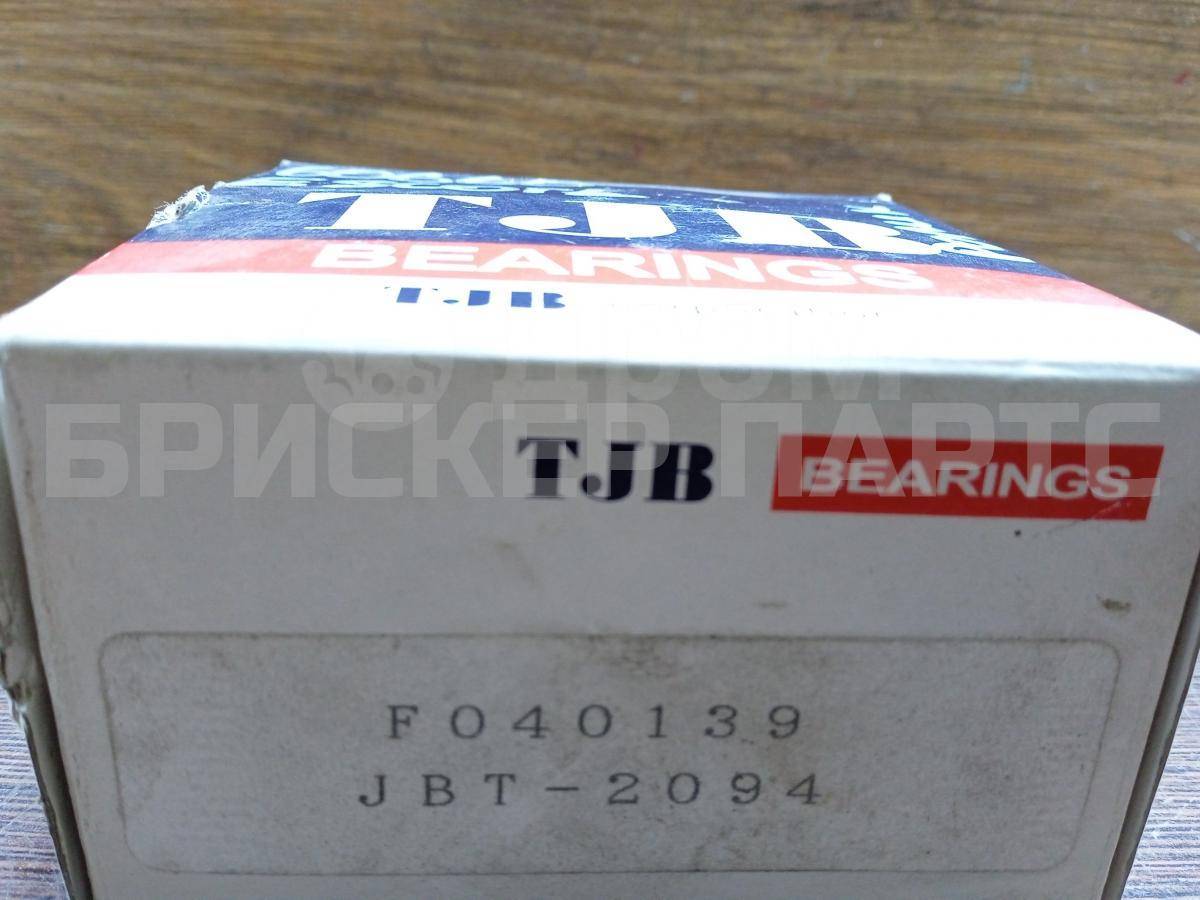 TJB
BEARINGS
TJB
Дром
БРИСКЕР ПАРТС
TJB BEARINGS
F040139
JBT-2094